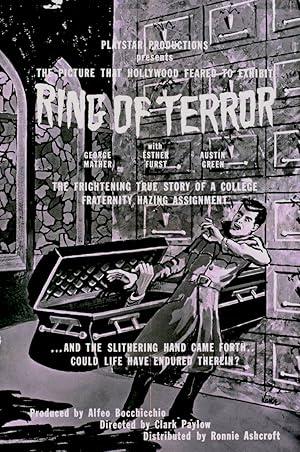 PLAYSTAR PRODUCTIONS
presents
THE PICTURE THAT HOLLYWOOD FEARED TO EXHIBIT
RING OF TERROR
with
GEORGE MATHER
ESTHER FURST
AUSTIN GREEN
THE FRIGHTENING TRUE STORY OF A COLLEGE
FRATERNITY HAZING ASSIGNMENT
...AND THE SLITHERING HAND CAME FORTH.
COULD LIFE HAVE ENDURED THEREIN?
Produced by Alfeo Bocchicchio
Directed by Clark Paylow
Distributed by Ronnie Ashcroft